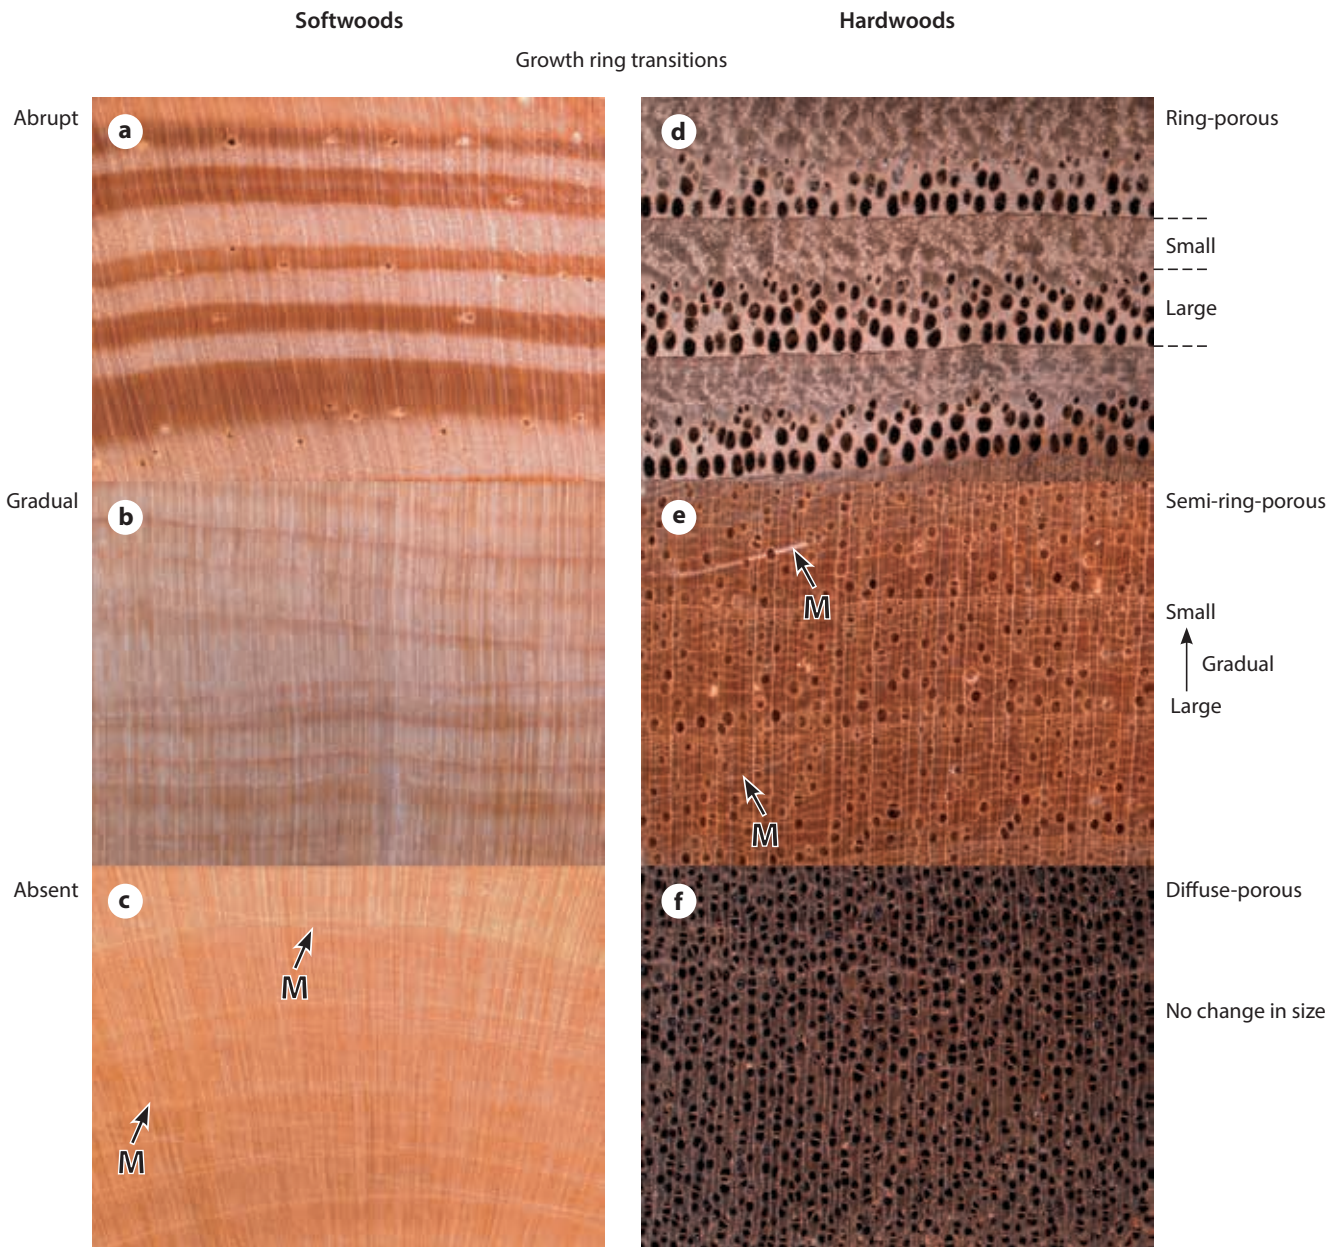 Softwoods
Hardwoods
Growth ring transitions
Abrupt
a
d
Ring-porous
Small
Large
Gradual
b
e
Semi-ring-porous
M
Small
Gradual
Large
M
Absent
c
f
Diffuse-porous
M
No change in size
M